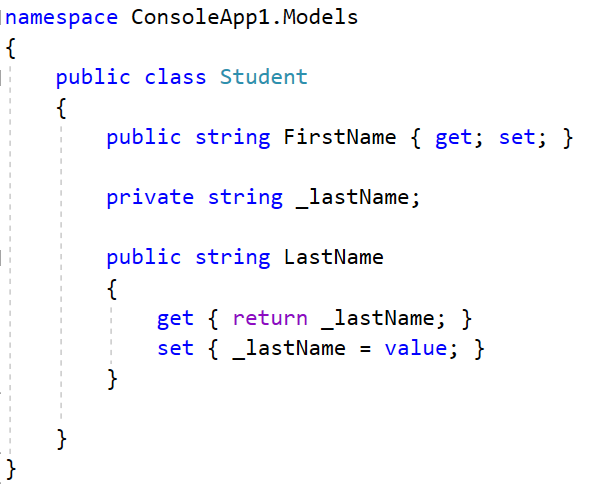 namespace ConsoleApp1.Models
{
    public class Student
    {
        public string FirstName { get; set; }

        private string _lastName;

        public string LastName
        {
            get { return _lastName; }
            set { _lastName = value; }
        }

    }
}